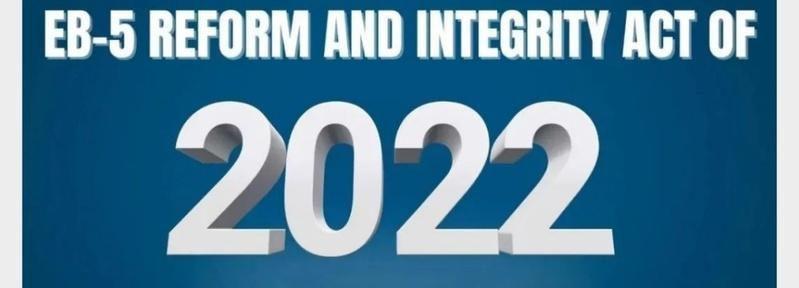 EB-5 REFORM AND INTEGRITY ACT OF
2022